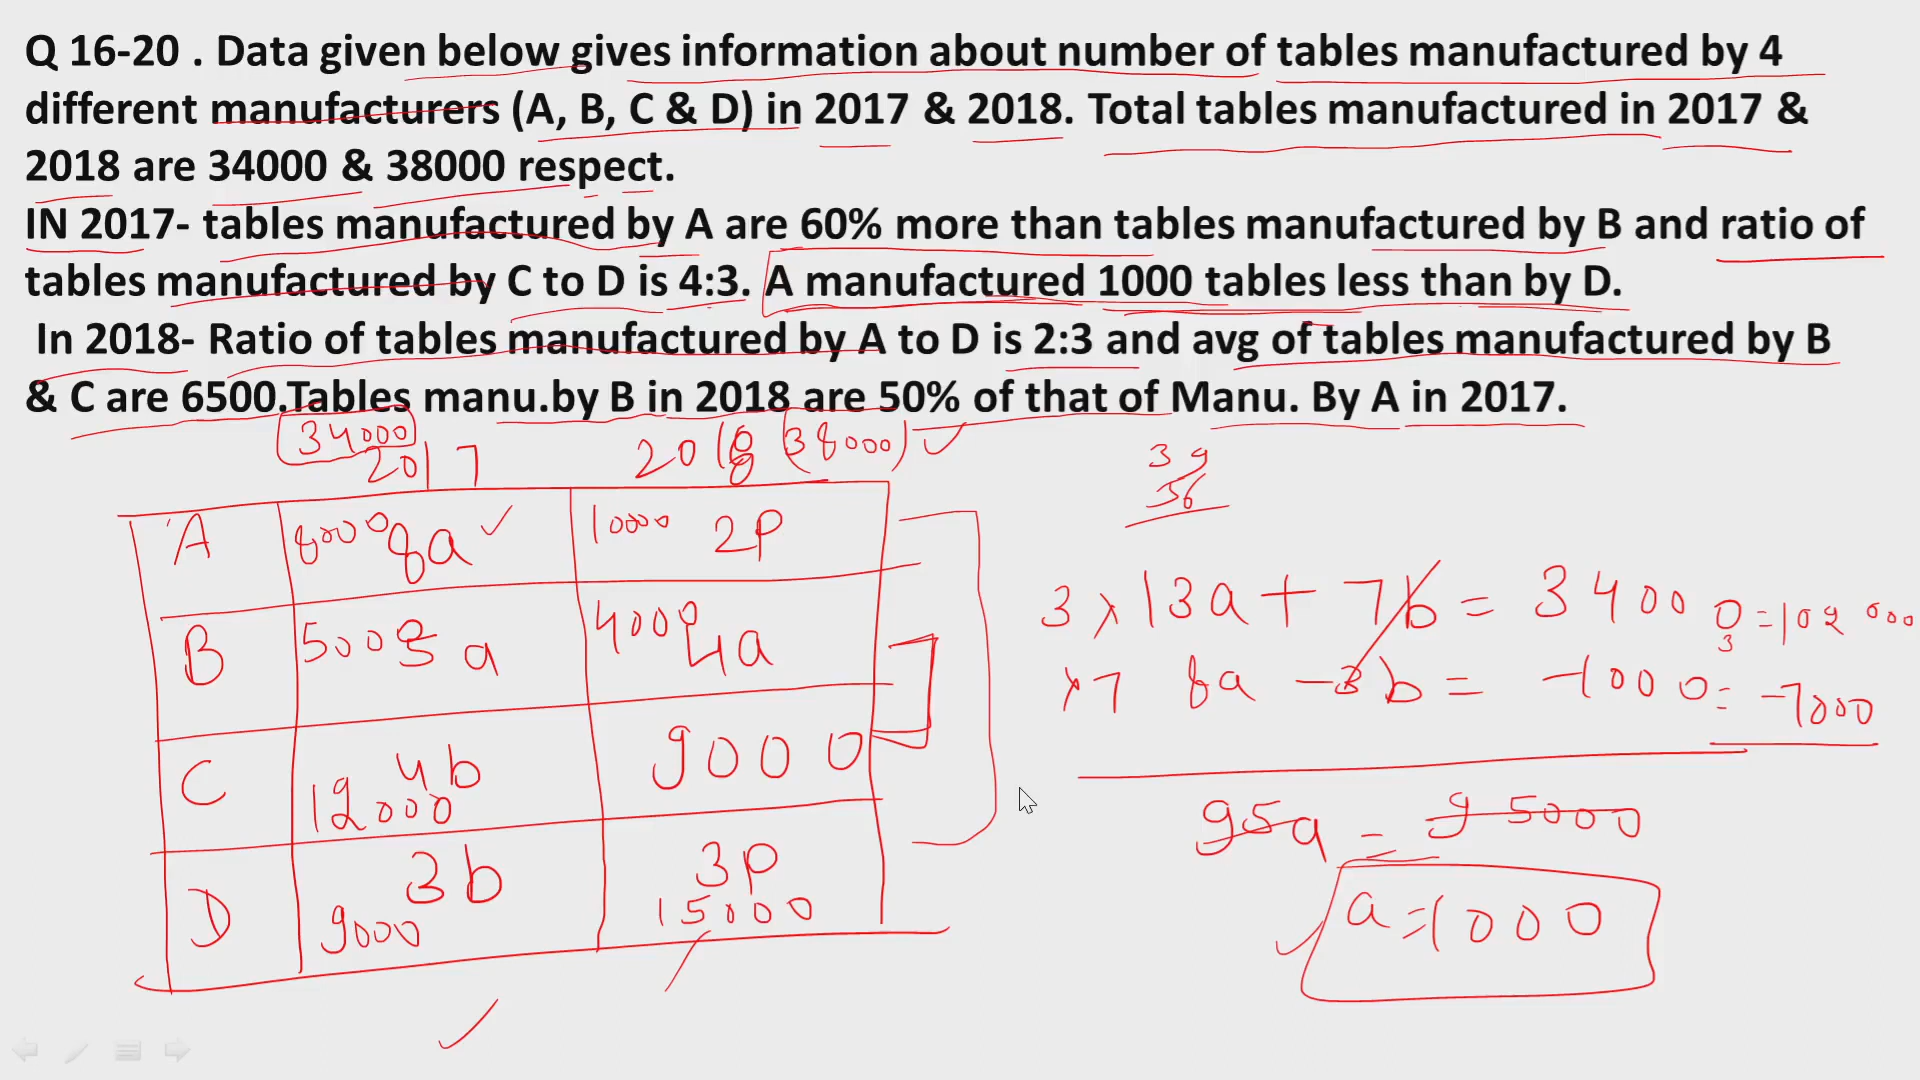 Q 16-20 . Data given below gives information about number of tables manufactured by 4
different manufacturers (A, B, C & D) in 2017 & 2018. Total tables manufactured in 2017 &
2018 are 34000 & 38000 respect.
IN 2017- tables manufactured by A are 60% more than tables manufactured by B and ratio of
tables manufactured by C to D is 4:3. A manufactured 1000 tables less than by D.
In 2018- Ratio of tables manufactured by A to D is 2:3 and avg of tables manufactured by B
& C are 6500.Tables manu.by B in 2018 are 50% of that of Manu. By A in 2017.
34000
2017 2018 (38000)
A 8000 8a 10000 2p
B 5000 5a 4000 4a
C 4b 9000
12000
D 3b 3p
9000 15000
39
56
3 × 13a + 7b = 34000 3 = 102000
×7 8a - 3b = -1000 = -7000
95a = 95000
a = 1000